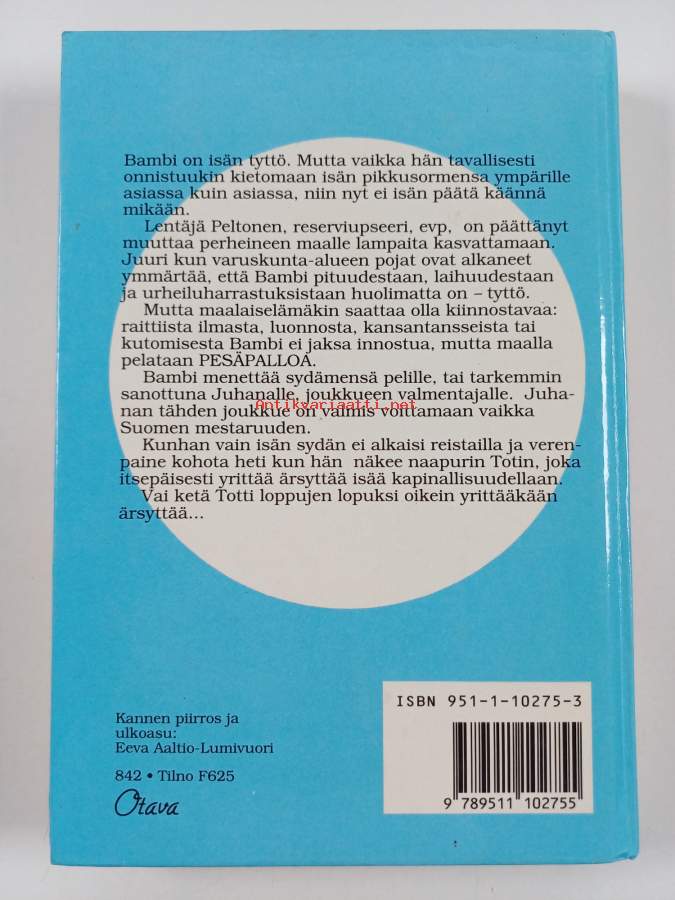 Bambi on isän tyttö. Mutta vaikka hän tavallisesti
onnistuukin kietomaan isän pikkusormensa ympärille
asiassa kuin asiassa, niin nyt ei isän päätä käännä
mikään.
Lentäjä Peltonen, reserviupseeri, evp, on päättänyt
muuttaa perheineen maalle lampaita kasvattamaan.
Juuri kun varuskunta-alueen pojat ovat alkaneet
ymmärtää, että Bambi pituudestaan, laihuudestaan
ja urheiluharrastuksistaan huolimatta on – tyttö.
Mutta maalaiselämäkin saattaa olla kiinnostavaa:
raittiista ilmasta, luonnosta, kansantansseista tai
kutomisesta Bambi ei jaksa innostua, mutta maalla
pelataan PESÄPALLOA.
Bambi menettää sydämensä pelille, tai tarkemmin
sanottuna Juhanalle, joukkueen valmentajalle. Juha-
Antikvariaatti.net
nan tähden joukkue on valmis voittamaan vaikka
Suomen mestaruuden.
Kunhan vain isän sydän ei alkaisi reistailla ja veren-
paine kohota heti kun hän näkee naapurin Totin, joka
itsepäisesti yrittää ärsyttää isää kapinallisuudellaan.
Vai ketä Totti loppujen lopuksi oikein yrittääkään
ärsyttää...
ISBN 951-1-10275-3
Kannen piirros ja
ulkoasu:
Eeva Aaltio-Lumivuori
842 • Tilno F625
Otava
9 789511 102755